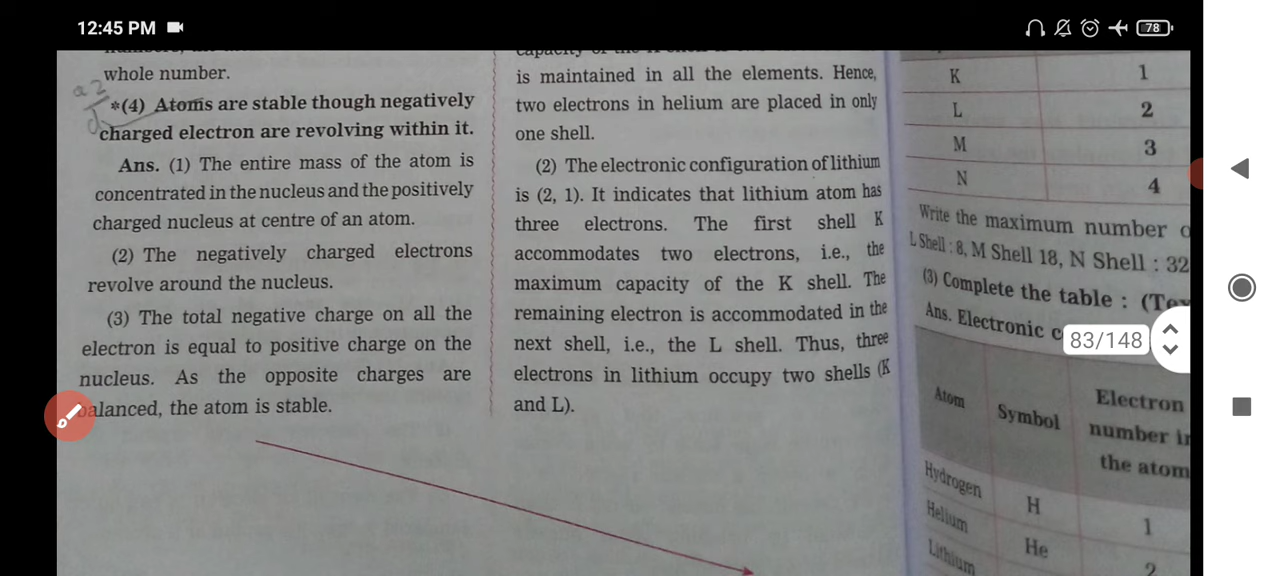 12:45 PM
78
whole number.
*(4) Atoms are stable though negatively
charged electron are revolving within it.
Ans. (1) The entire mass of the atom is
concentrated in the nucleus and the positively
charged nucleus at centre of an atom.
(2) The negatively charged electrons
revolve around the nucleus.
(3) The total negative charge on all the
electron is equal to positive charge on the
nucleus. As the opposite charges are
balanced, the atom is stable.
is maintained in all the elements. Hence,
two electrons in helium are placed in only
one shell.
(2) The electronic configuration of lithium
is (2, 1). It indicates that lithium atom has
three electrons. The first shell K
accommodates two electrons, i.e., the
maximum capacity of the K shell. The
remaining electron is accommodated in the
next shell, i.e., the L shell. Thus, three
electrons in lithium occupy two shells (K
and L).
K 1
L 2
M 3
N 4
Write the maximum number
L Shell : 8, M Shell 18, N Shell : 32
(3) Complete the table :
Ans. Electronic
83/148
Atom Symbol Electron
number in
the atom
Hydrogen H 1
Helium He 2
Lithium